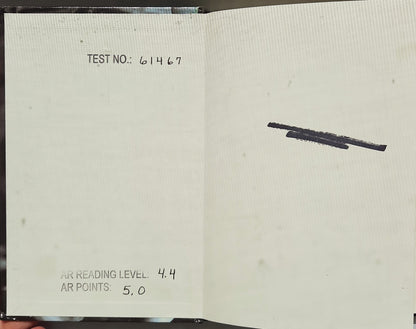 TEST NO.: 61467
AR READING LEVEL: 4.4
AR POINTS: 5.0